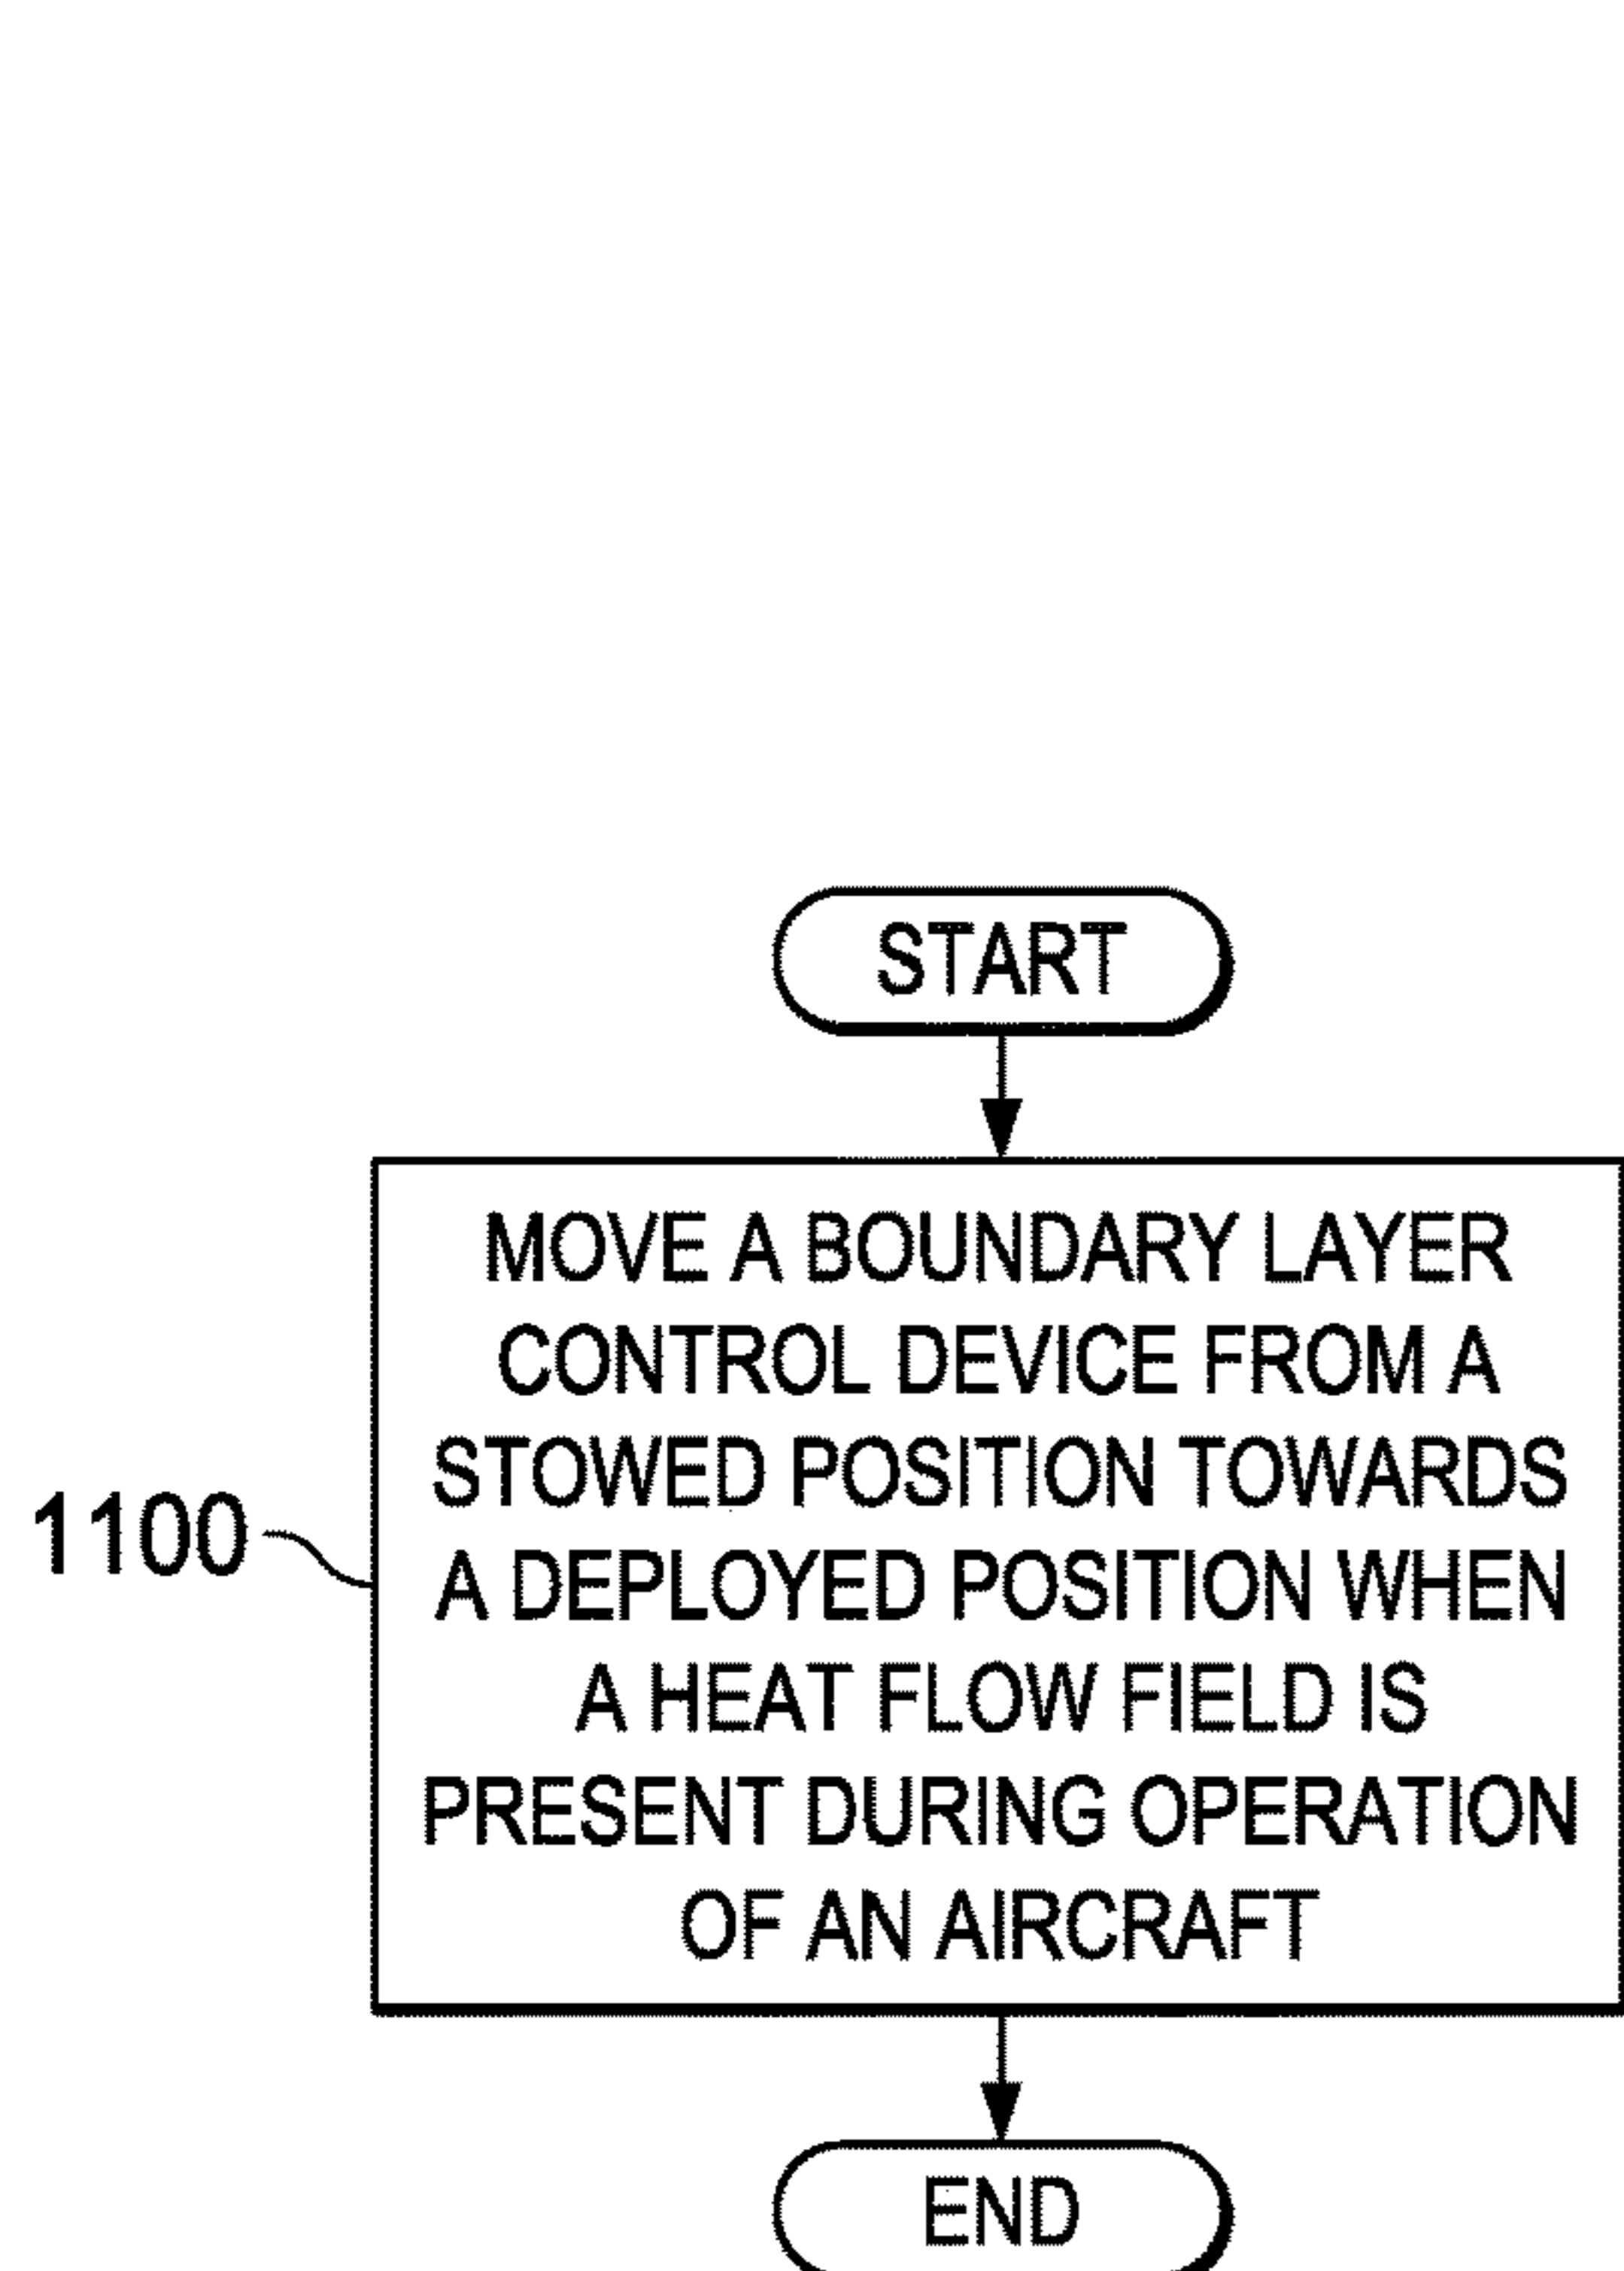 START
MOVE A BOUNDARY LAYER
CONTROL DEVICE FROM A
STOWED POSITION TOWARDS
A DEPLOYED POSITION WHEN
A HEAT FLOW FIELD IS
PRESENT DURING OPERATION
OF AN AIRCRAFT
1100
END